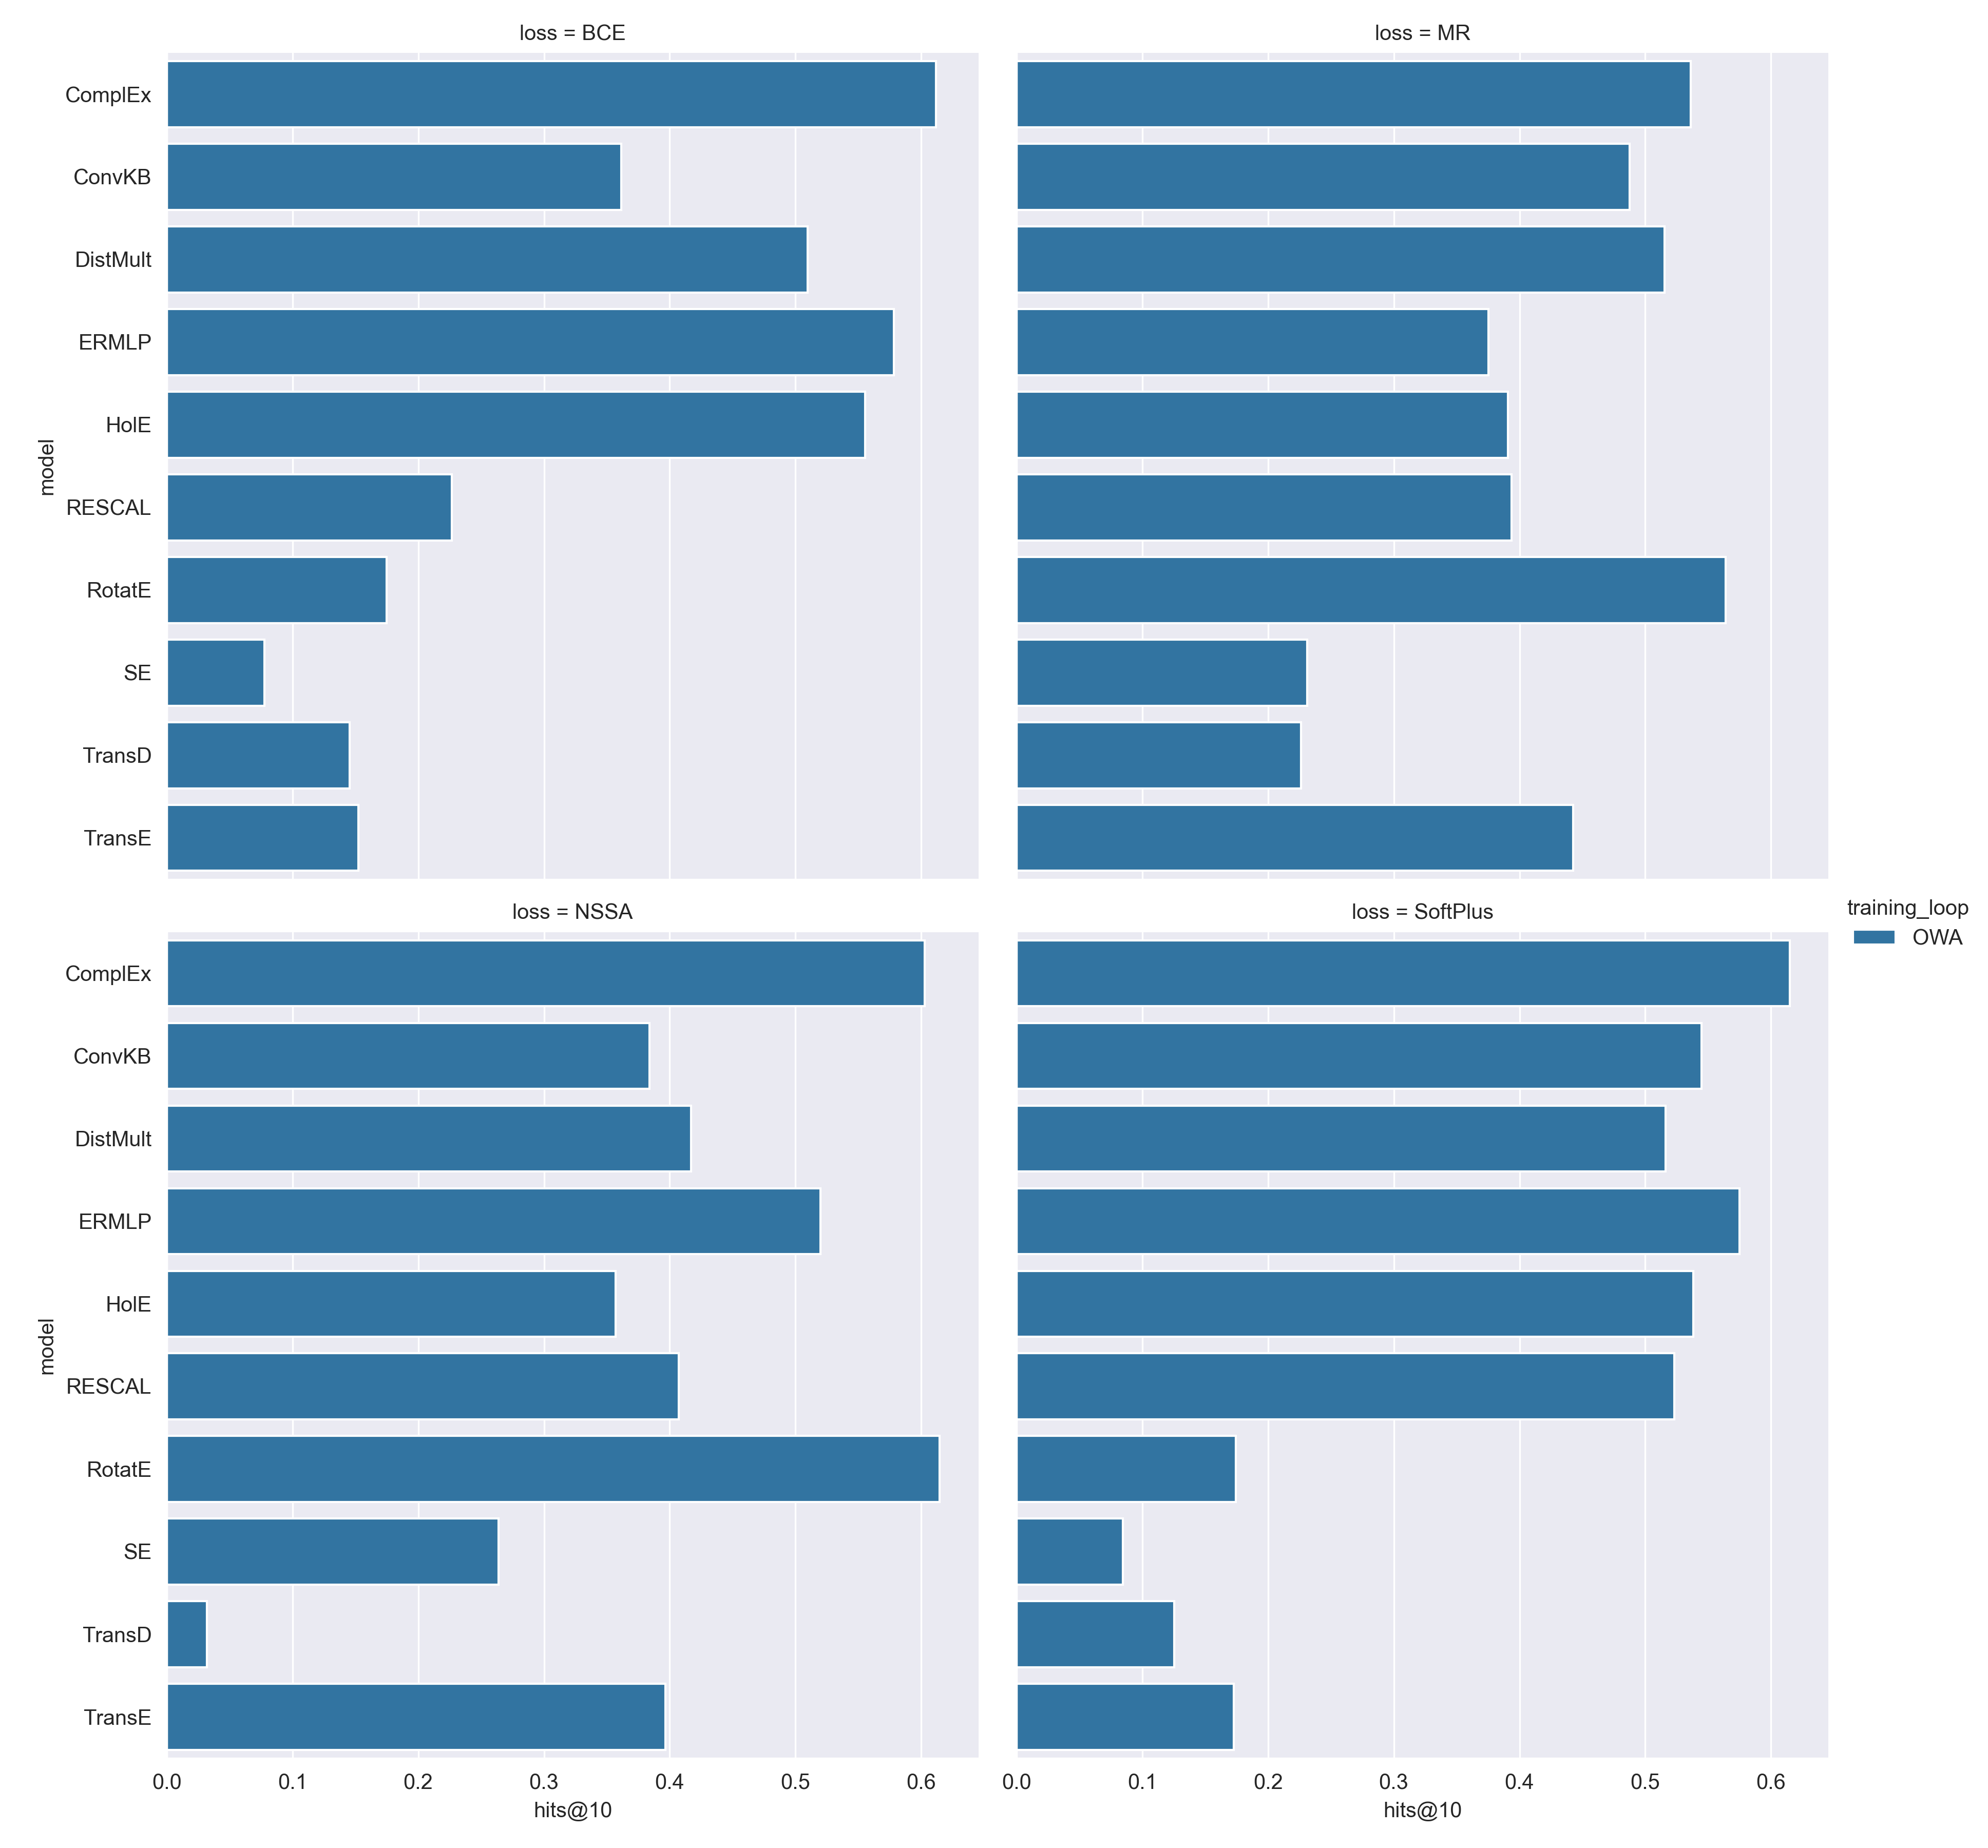 loss = BCE
loss = MR
model
ComplEx
ConvKB
DistMult
ERMLP
HolE
RESCAL
RotatE
SE
TransD
TransE
loss = NSSA
loss = SoftPlus
model
ComplEx
ConvKB
DistMult
ERMLP
HolE
RESCAL
RotatE
SE
TransD
TransE
0.0 0.1 0.2 0.3 0.4 0.5 0.6
hits@10
0.0 0.1 0.2 0.3 0.4 0.5 0.6
hits@10
training_loop
OWA